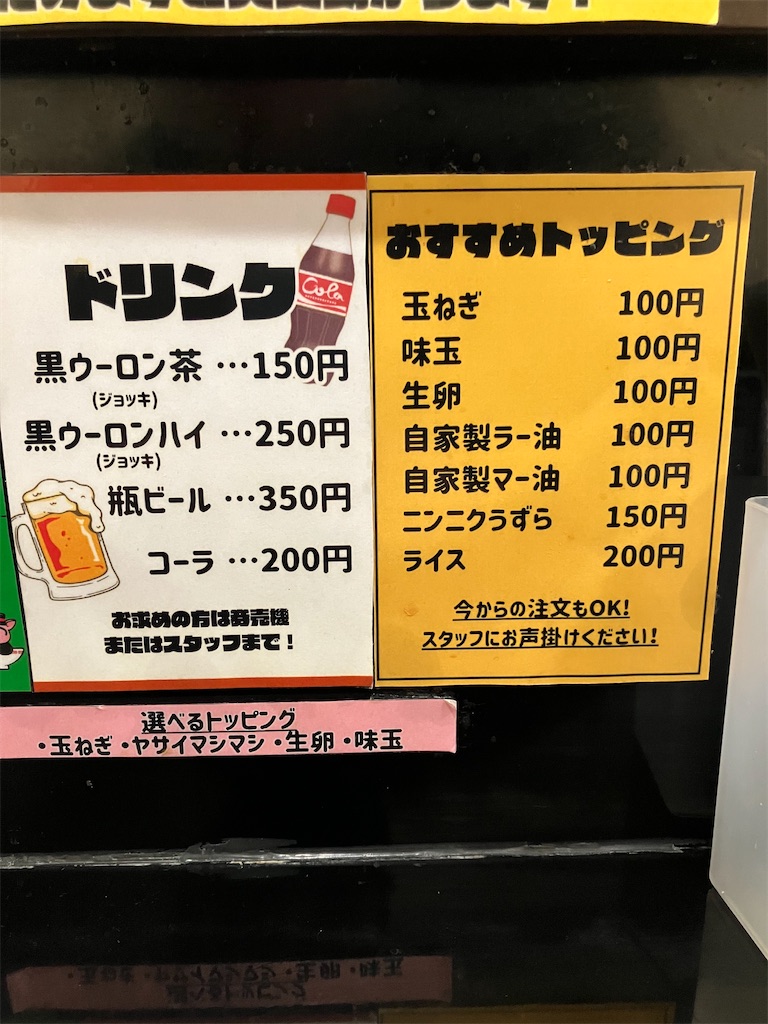 ドリンク
Cola
黒ウーロン茶 …150円
(ジョッキ)
黒ウーロンハイ …250円
(ジョッキ)
瓶ビール …350円
コーラ …200円
お求めの方は券売機
またはスタッフまで！
おすすめトッピング
玉ねぎ 100円
味玉 100円
生卵 100円
自家製ラー油 100円
自家製マー油 100円
ニンニクうずら 150円
ライス 200円
今からの注文もOK!
スタッフにお声掛けください!
選べるトッピング
・玉ねぎ・ヤサイマシマシ・生卵・味玉